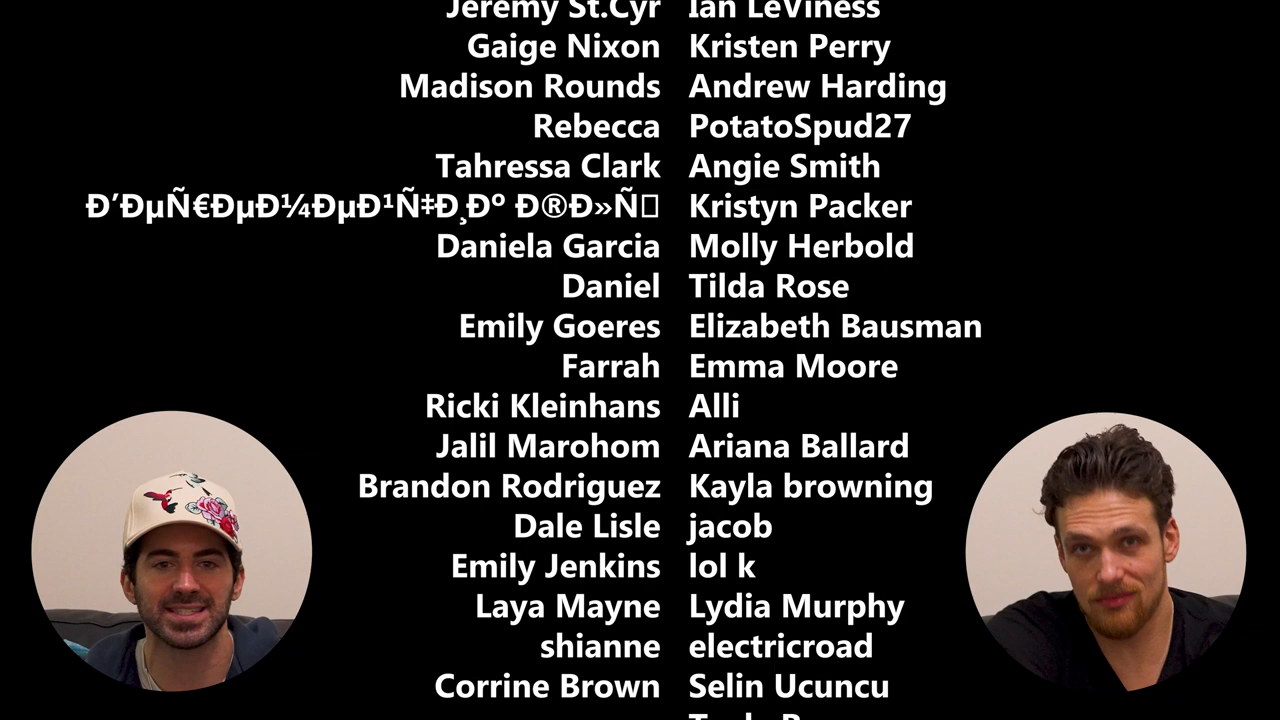 Jeremy St.Cyr Ian LeViness
Gaige Nixon Kristen Perry
Madison Rounds Andrew Harding
Rebecca PotatoSpud27
Tahressa Clark Angie Smith
Ð’ÐµÑ€ÐµÐ¼ÐµÐ¹Ñ‡Ð¸Ðº Ð®Ð»Ñ Kristyn Packer
Daniela Garcia Molly Herbold
Daniel Tilda Rose
Emily Goeres Elizabeth Bausman
Farrah Emma Moore
Ricki Kleinhans Alli
Jalil Marohom Ariana Ballard
Brandon Rodriguez Kayla browning
Dale Lisle jacob
Emily Jenkins lol k
Laya Mayne Lydia Murphy
shianne electricroad
Corrine Brown Selin Ucuncu